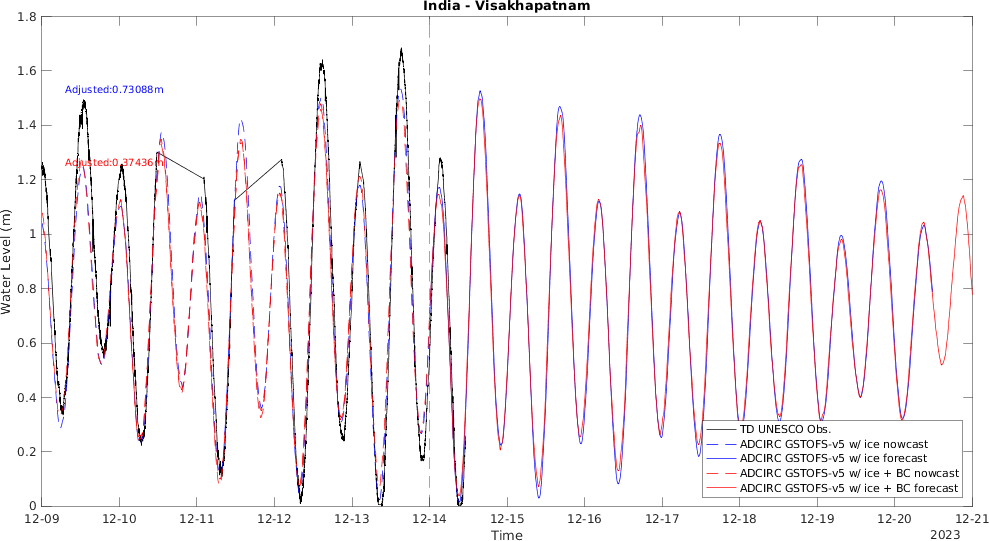 India - Visakhapatnam
1.8
1.6
1.4
1.2
1
0.8
0.6
0.4
0.2
0
Water Level (m)
Adjusted:0.73088m
Adjusted:0.37436m
TD UNESCO Obs.
ADCIRC GSTOFS-v5 w/ ice nowcast
ADCIRC GSTOFS-v5 w/ ice forecast
ADCIRC GSTOFS-v5 w/ ice + BC nowcast
ADCIRC GSTOFS-v5 w/ ice + BC forecast
12-09 12-10 12-11 12-12 12-13 12-14 12-15 12-16 12-17 12-18 12-19 12-20 12-21
Time
2023